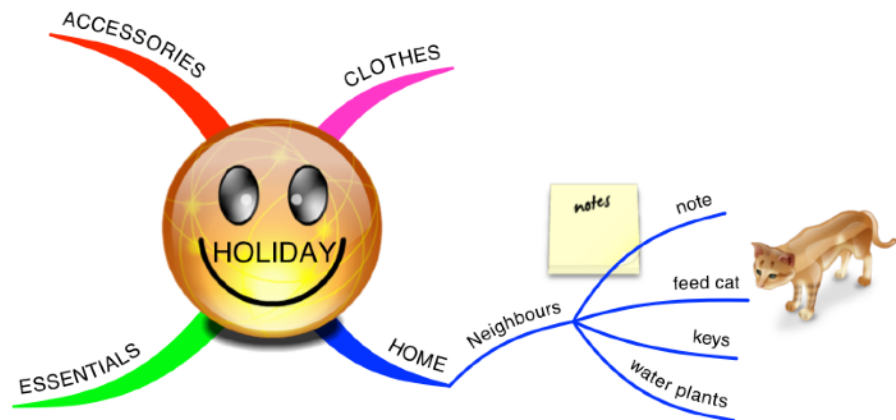 ACCESSORIES
CLOTHES
HOLIDAY
ESSENTIALS
HOME
Neighbours
notes
note
feed cat
keys
water plants